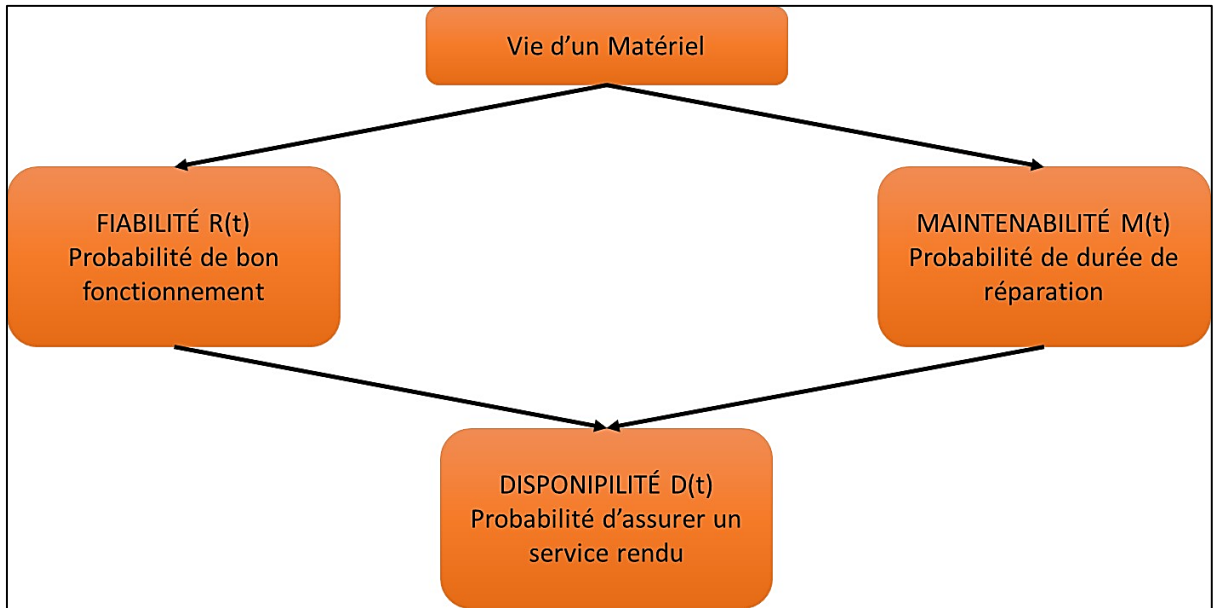 Vie d’un Matériel
FIABILITÉ R(t)
Probabilité de bon
fonctionnement
MAINTENABILITÉ M(t)
Probabilité de durée de
réparation
DISPONIPILITÉ D(t)
Probabilité d’assurer un
service rendu